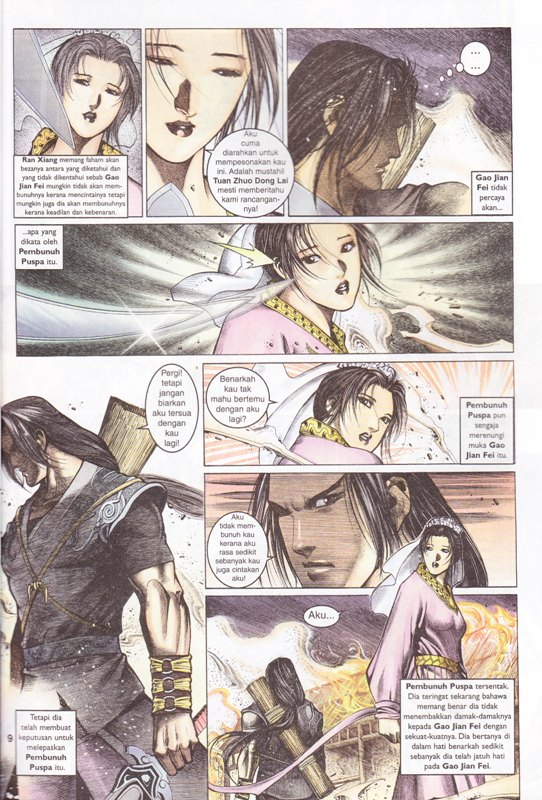 Ran Xiang memang faham akan
bezanya antara yang diketahui dan
yang tidak dikentahui sebab Gao
Jian Fei mungkin tidak akan mem-
bunuhnya kerana mencintainya tetapi
mungkin juga dia akan membunuhnya
kerana keadilan dan kebenaran.
Aku
cuma
diarahkan untuk
mempesonakan kau
ini. Adalah mustahil
Tuan Zhuo Dong Lai
mesti memberitahu
kami rancangan-
nya!
...
...
Gao Jian
Fei tidak
percaya
akan...
...apa yang
dikata oleh
Pembunuh
Puspa itu.
Pergi!
tetapi
jangan
biarkan
aku tersua
dengan
kau
lagi!
Benarkah
kau tak
mahu bertemu
dengan aku
lagi?
Pembunuh
Puspa pun
sengaja
merenungi
muka Gao
Jian Fei itu.
Aku
tidak mem-
bunuh kau
kerana aku
rasa sedikit
sebanyak kau
juga cintakan
aku!
Aku...
Tetapi dia
telah membuat
keputusan untuk
melepaskan
Pembunuh
Puspa itu.
Pembunuh Puspa tersentak.
Dia teringat sekarang bahawa
memang benar dia tidak
menembakkan damak-damaknya
kepada Gao Jian Fei dengan
sekuat-kuatnya. Dia bertanya di
dalam hati benarkah sedikit
sebanyak dia telah jatuh hati
pada Gao Jian Fei.
9